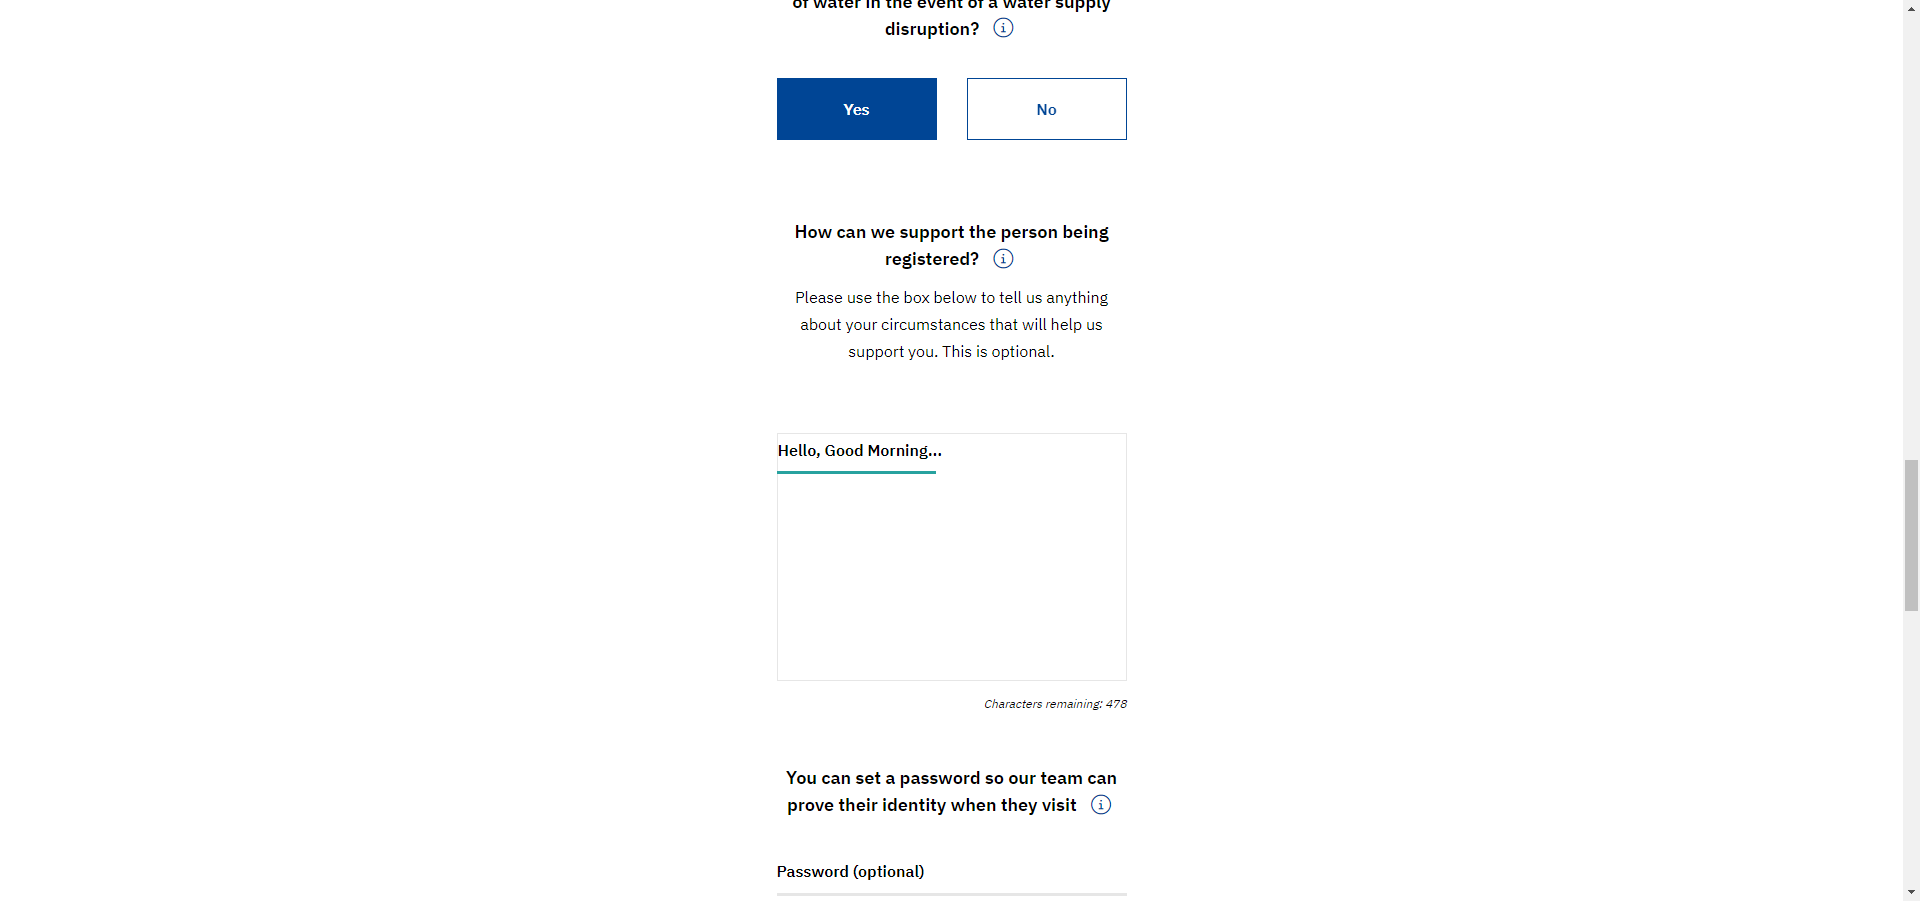 of water in the event of a water supply
disruption?
Yes
No
How can we support the person being
registered?
Please use the box below to tell us anything
about your circumstances that will help us
support you. This is optional.
Hello, Good Morning...
Characters remaining: 478
You can set a password so our team can
prove their identity when they visit
Password (optional)